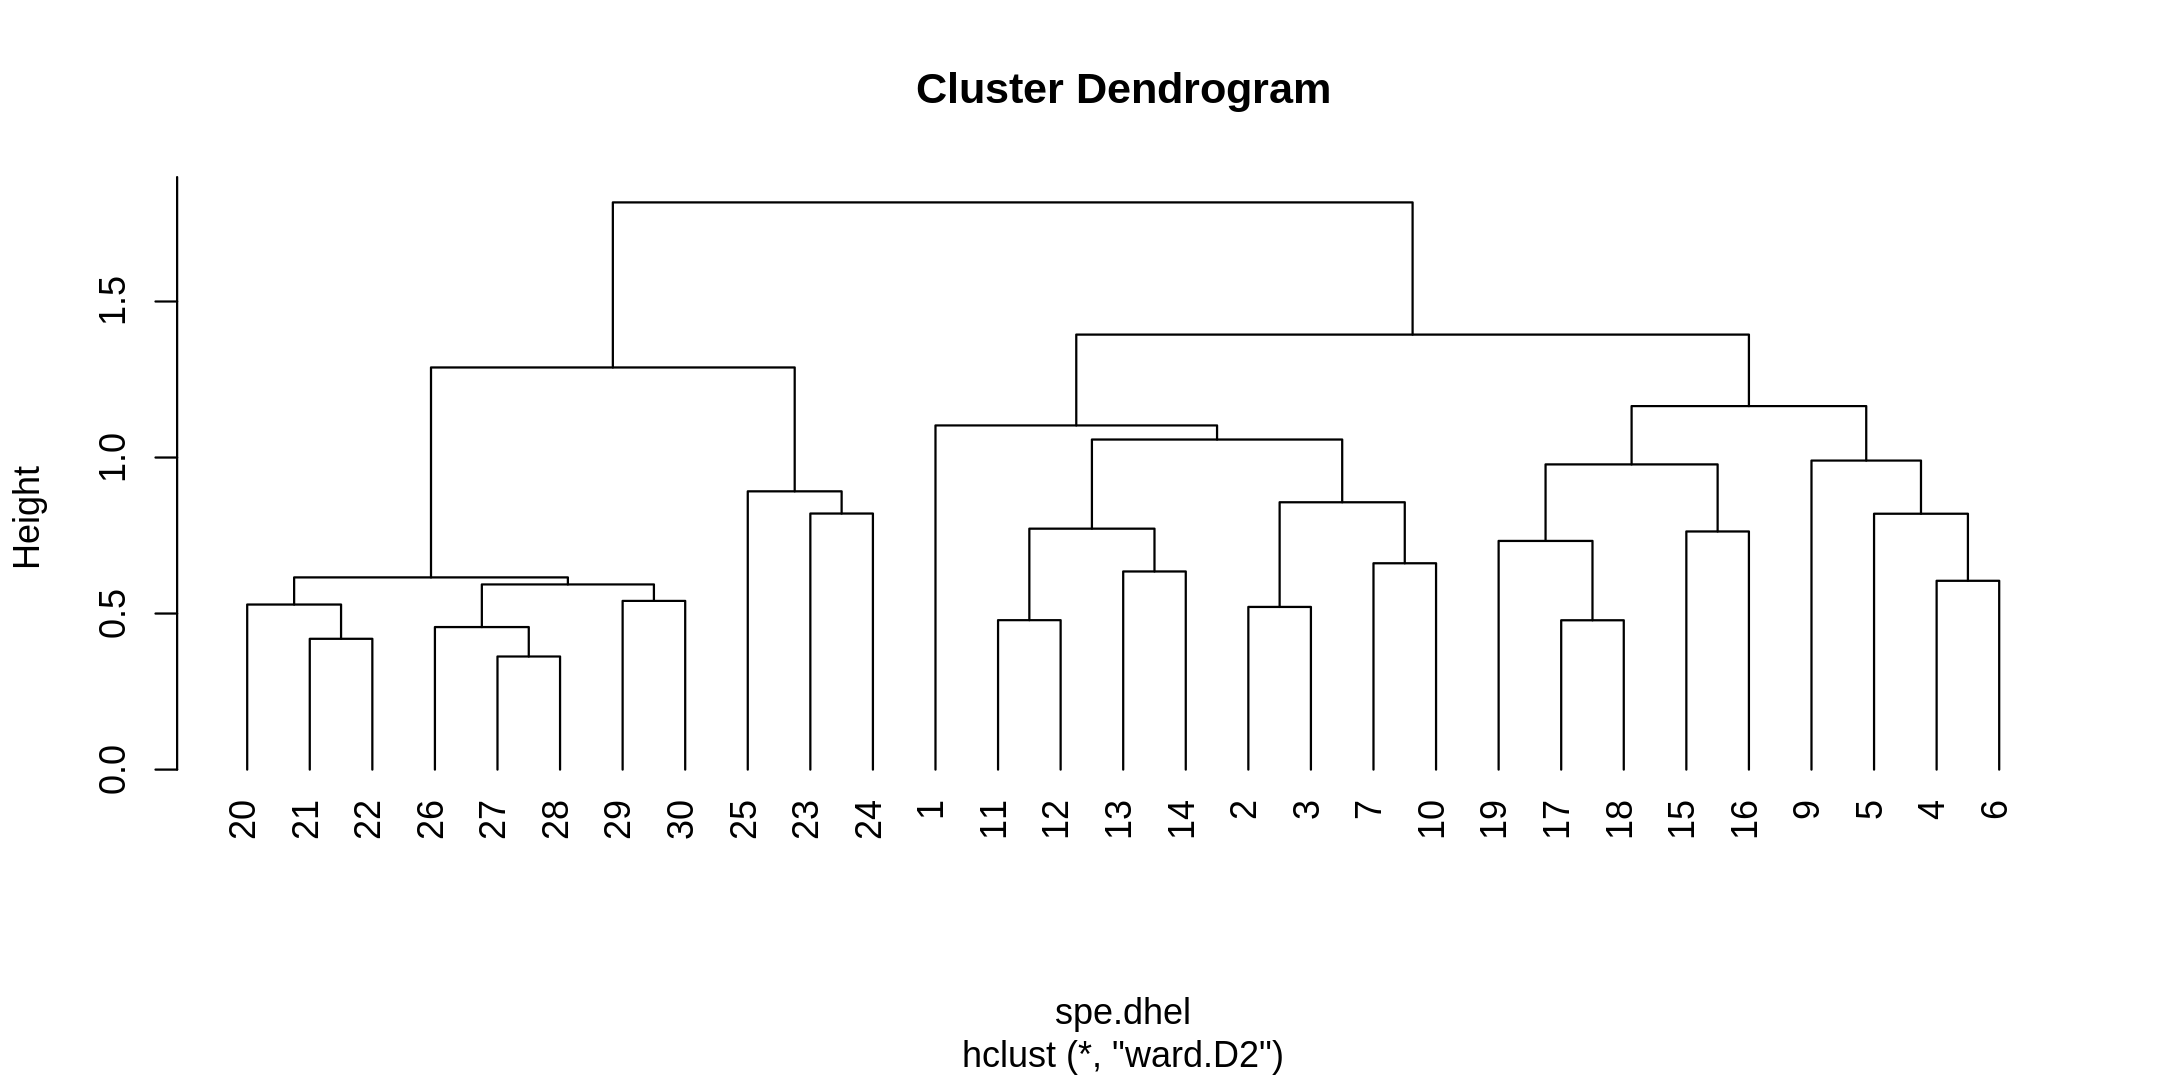 Cluster Dendrogram
Height
0.0 0.5 1.0 1.5
20 21 22 26 27 28 29 30 25 23 24 1 11 12 13 14 2 3 7 10 19 17 18 15 16 9 5 4 6
spe.dhel
hclust (*, "ward.D2")